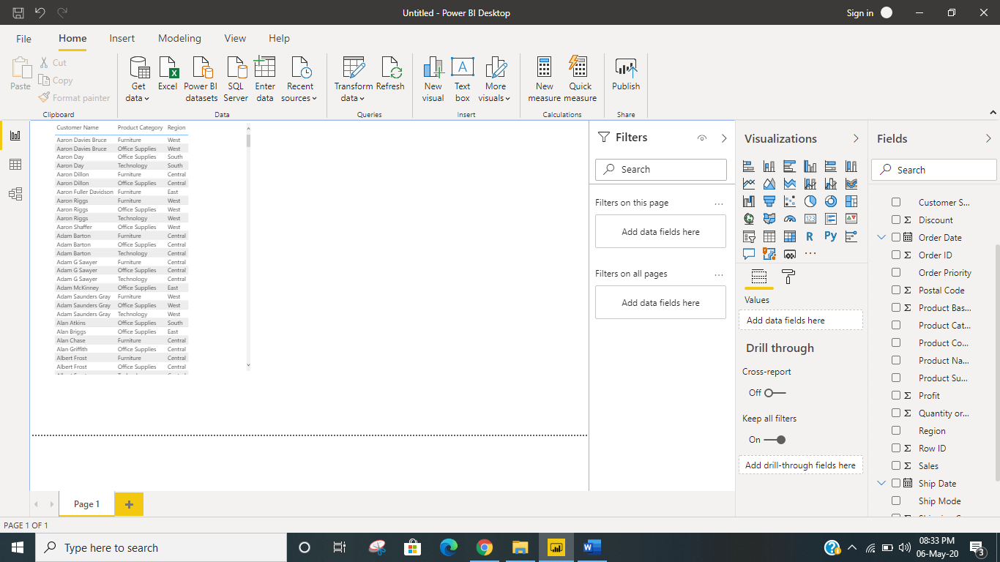 Untitled - Power BI Desktop
Sign in
File Home Insert Modeling View Help
Paste
Cut
Copy
Format painter
Clipboard
Get data
Excel
Power BI datasets
SQL Server
Enter data
Recent sources
Data
Transform data
Refresh
Queries
New visual
Text box
More visuals
Insert
New measure
Quick measure
Calculations
Publish
Share
Customer Name Product Category Region
Aaron Davies Bruce Furniture West
Aaron Davies Bruce Office Supplies West
Aaron Day Office Supplies South
Aaron Day Technology South
Aaron Dillon Furniture Central
Aaron Dillon Office Supplies Central
Aaron Fuller Davidson Furniture East
Aaron Riggs Furniture West
Aaron Riggs Office Supplies West
Aaron Riggs Technology West
Aaron Shaffer Office Supplies West
Adam Barton Furniture Central
Adam Barton Office Supplies Central
Adam Barton Technology Central
Adam G Sawyer Furniture Central
Adam G Sawyer Office Supplies Central
Adam G Sawyer Technology Central
Adam McKinney Office Supplies East
Adam Saunders Gray Furniture West
Adam Saunders Gray Office Supplies West
Adam Saunders Gray Technology West
Alan Atkins Office Supplies South
Alan Briggs Office Supplies East
Alan Chase Furniture Central
Alan Griffith Office Supplies Central
Albert Frost Furniture Central
Albert Frost Office Supplies Central
Filters
Search
Filters on this page ...
Add data fields here
Filters on all pages ...
Add data fields here
Visualizations
123
R
Py
...
Values
Add data fields here
Drill through
Cross-report
Off
Keep all filters
On
Add drill-through fields here
Fields
Search
Customer S...
Σ Discount
Order Date
Σ Order ID
Order Priority
Σ Postal Code
Σ Product Bas...
Product Cat...
Product Co...
Product Na...
Product Su...
Σ Profit
Σ Quantity or...
Region
Σ Row ID
Σ Sales
Ship Date
Ship Mode
Page 1
PAGE 1 OF 1
Type here to search
08:33 PM
06-May-20
3